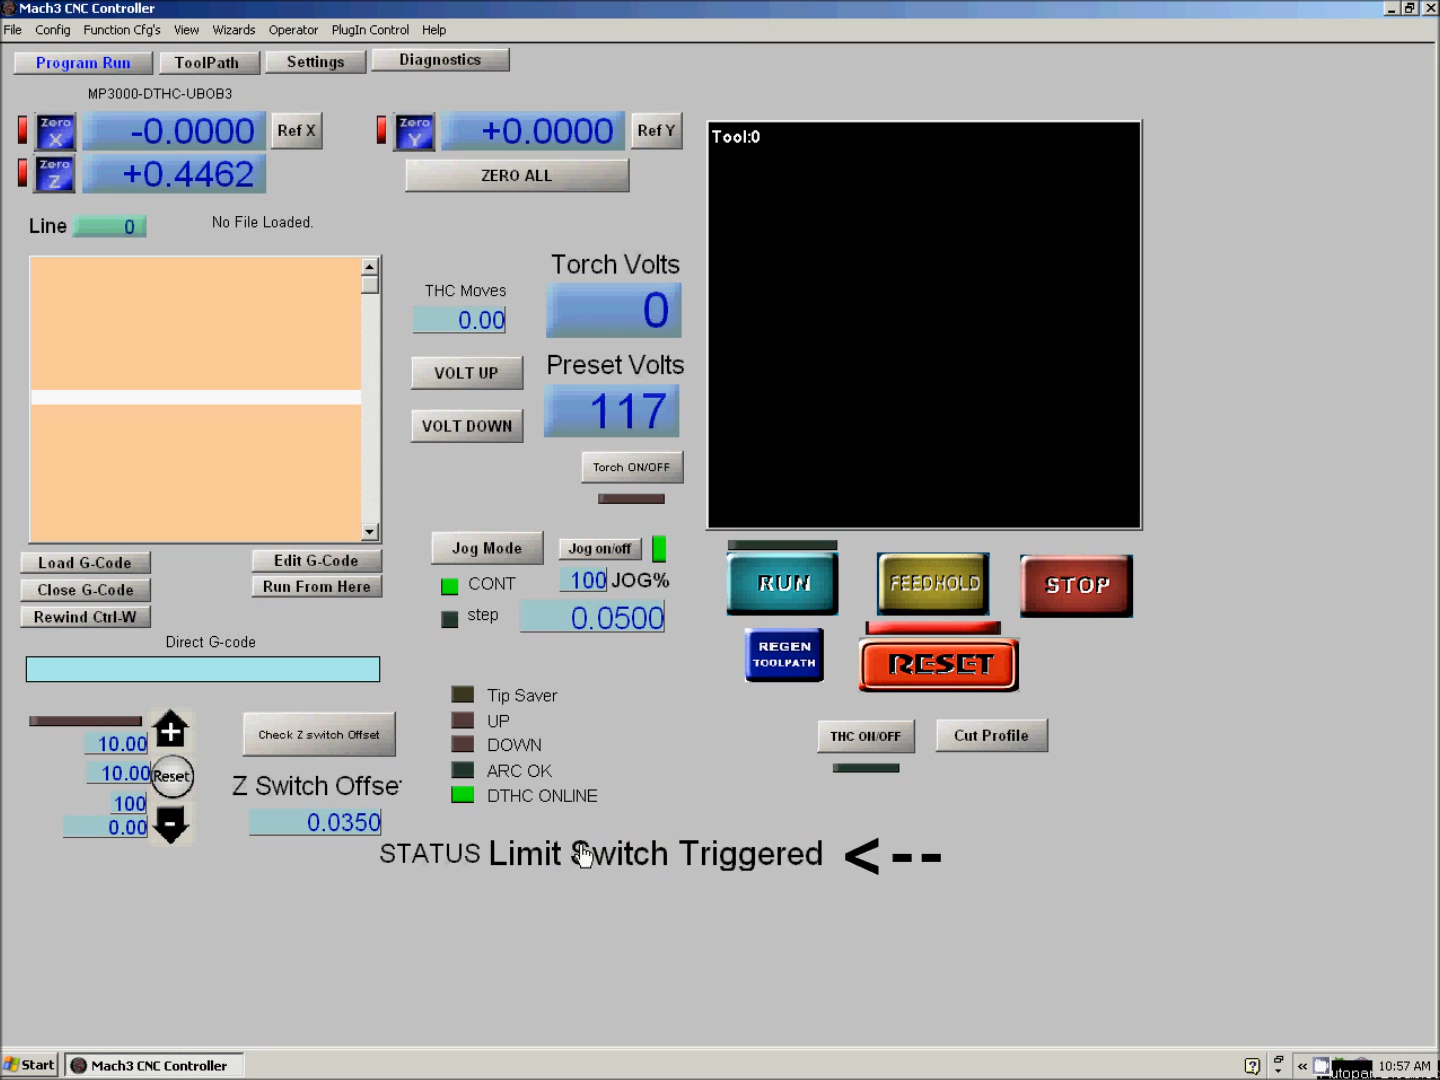 Mach3 CNC Controller
File Config Function Cfg's View Wizards Operator PlugIn Control Help
Program Run ToolPath Settings Diagnostics
MP3000-DTHC-UBOB3
Zero X -0.0000 Ref X Zero Y +0.0000 Ref Y
Zero Z +0.4462 ZERO ALL
Tool:0
Line 0 No File Loaded.
Torch Volts
THC Moves
0.00 0
VOLT UP Preset Volts
VOLT DOWN 117
Torch ON/OFF
Jog Mode Jog on/off
CONT 100 JOG%
step 0.0500
Load G-Code Edit G-Code
Close G-Code Run From Here
Rewind Ctrl-W
Direct G-code
RUN FEEDHOLD STOP
REGEN TOOLPATH RESET
Tip Saver
UP
DOWN
ARC OK
DTHC ONLINE
THC ON/OFF Cut Profile
+
10.00
10.00 Reset
100
0.00 -
Check Z switch Offset
Z Switch Offse
0.0350
STATUS Limit Switch Triggered <--
Start Mach3 CNC Controller « 10:57 AM